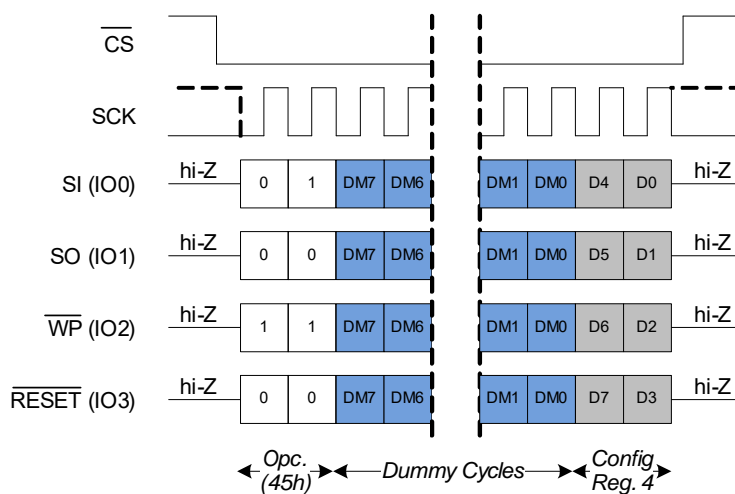 CS
SCK
hi-Z hi-Z
SI (IO0) 0 1 DM7 DM6 DM1 DM0 D4 D0
hi-Z hi-Z
SO (IO1) 0 0 DM7 DM6 DM1 DM0 D5 D1
hi-Z hi-Z
WP (IO2) 1 1 DM7 DM6 DM1 DM0 D6 D2
hi-Z hi-Z
RESET (IO3) 0 0 DM7 DM6 DM1 DM0 D7 D3
Opc.
(45h)
Dummy Cycles
Config
Reg. 4